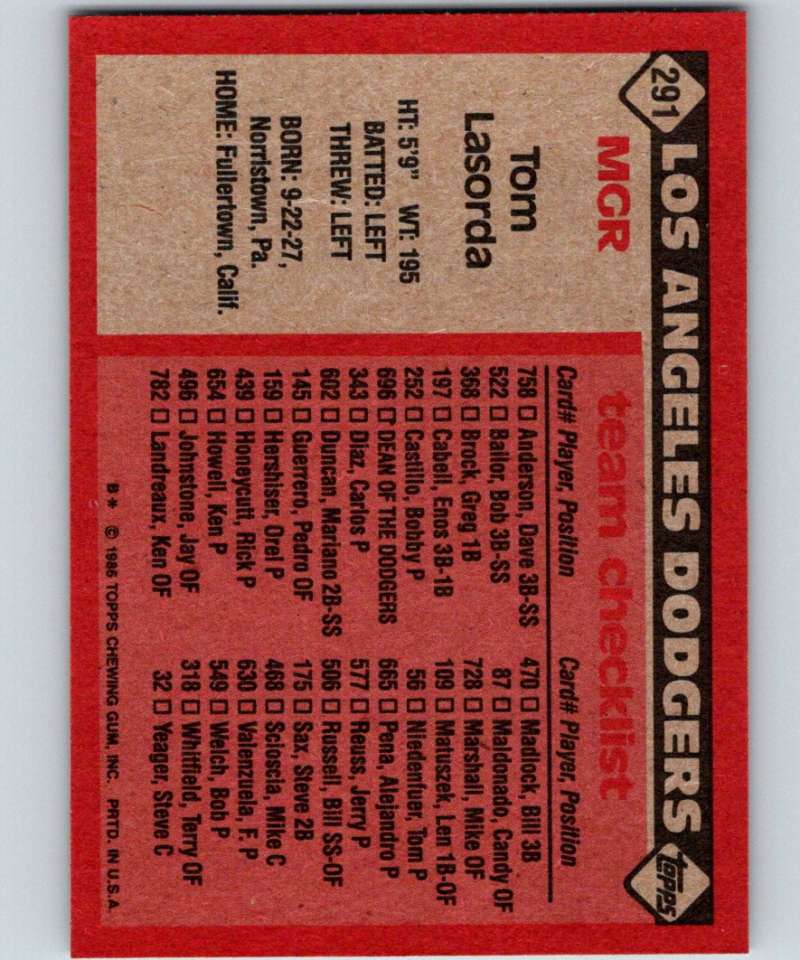 291
LOS ANGELES DODGERS
topps
MGR
Tom
Lasorda
HT: 5'9" WT: 195
BATTED: LEFT
THREW: LEFT
BORN: 9-22-27,
Norristown, Pa.
HOME: Fullertown, Calif.
team checklist
Card# Player, Position
758 ☐ Anderson, Dave 3B-SS
522 ☐ Bailor, Bob 3B-SS
368 ☐ Brock, Greg 1B
197 ☐ Cabell, Enos 3B-1B
252 ☐ Castillo, Bobby P
696 ☐ DEAN OF THE DODGERS
343 ☐ Diaz, Carlos P
602 ☐ Duncan, Mariano 2B-SS
145 ☐ Guerrero, Pedro OF
159 ☐ Hershiser, Orel P
439 ☐ Honeycutt, Rick P
654 ☐ Howell, Ken P
496 ☐ Johnstone, Jay OF
782 ☐ Landreaux, Ken OF
Card# Player, Position
470 ☐ Madlock, Bill 3B
87 ☐ Maldonado, Candy OF
728 ☐ Marshall, Mike OF
109 ☐ Matuszek, Len 1B-OF
56 ☐ Niedenfuer, Tom P
665 ☐ Pena, Alejandro P
577 ☐ Reuss, Jerry P
506 ☐ Russell, Bill SS-OF
175 ☐ Sax, Steve 2B
468 ☐ Scioscia, Mike C
630 ☐ Valenzuela, F. P
549 ☐ Welch, Bob P
318 ☐ Whitfield, Terry OF
32 ☐ Yeager, Steve C
B* © 1986 TOPPS CHEWING GUM, INC. PRTD. IN U.S.A.